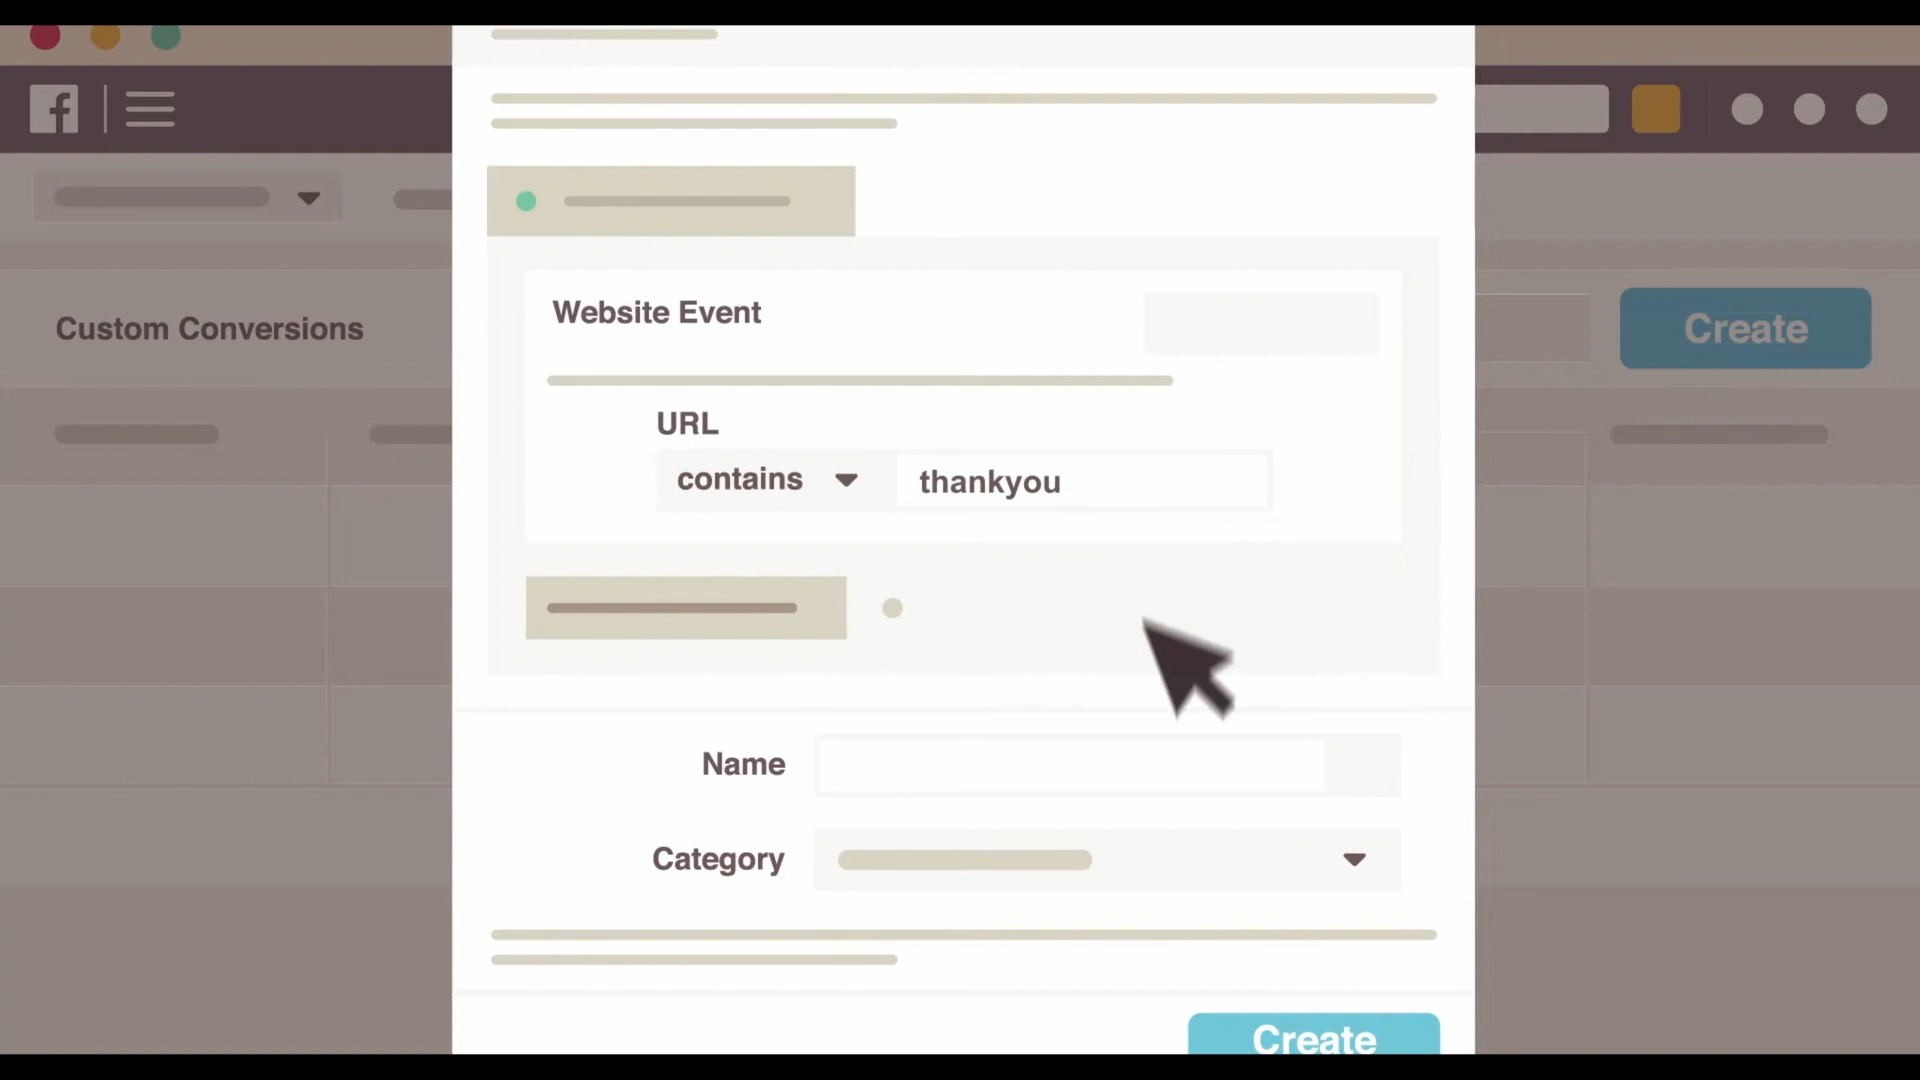 Custom Conversions
Create
Website Event
URL
contains
thankyou
Name
Category
Create